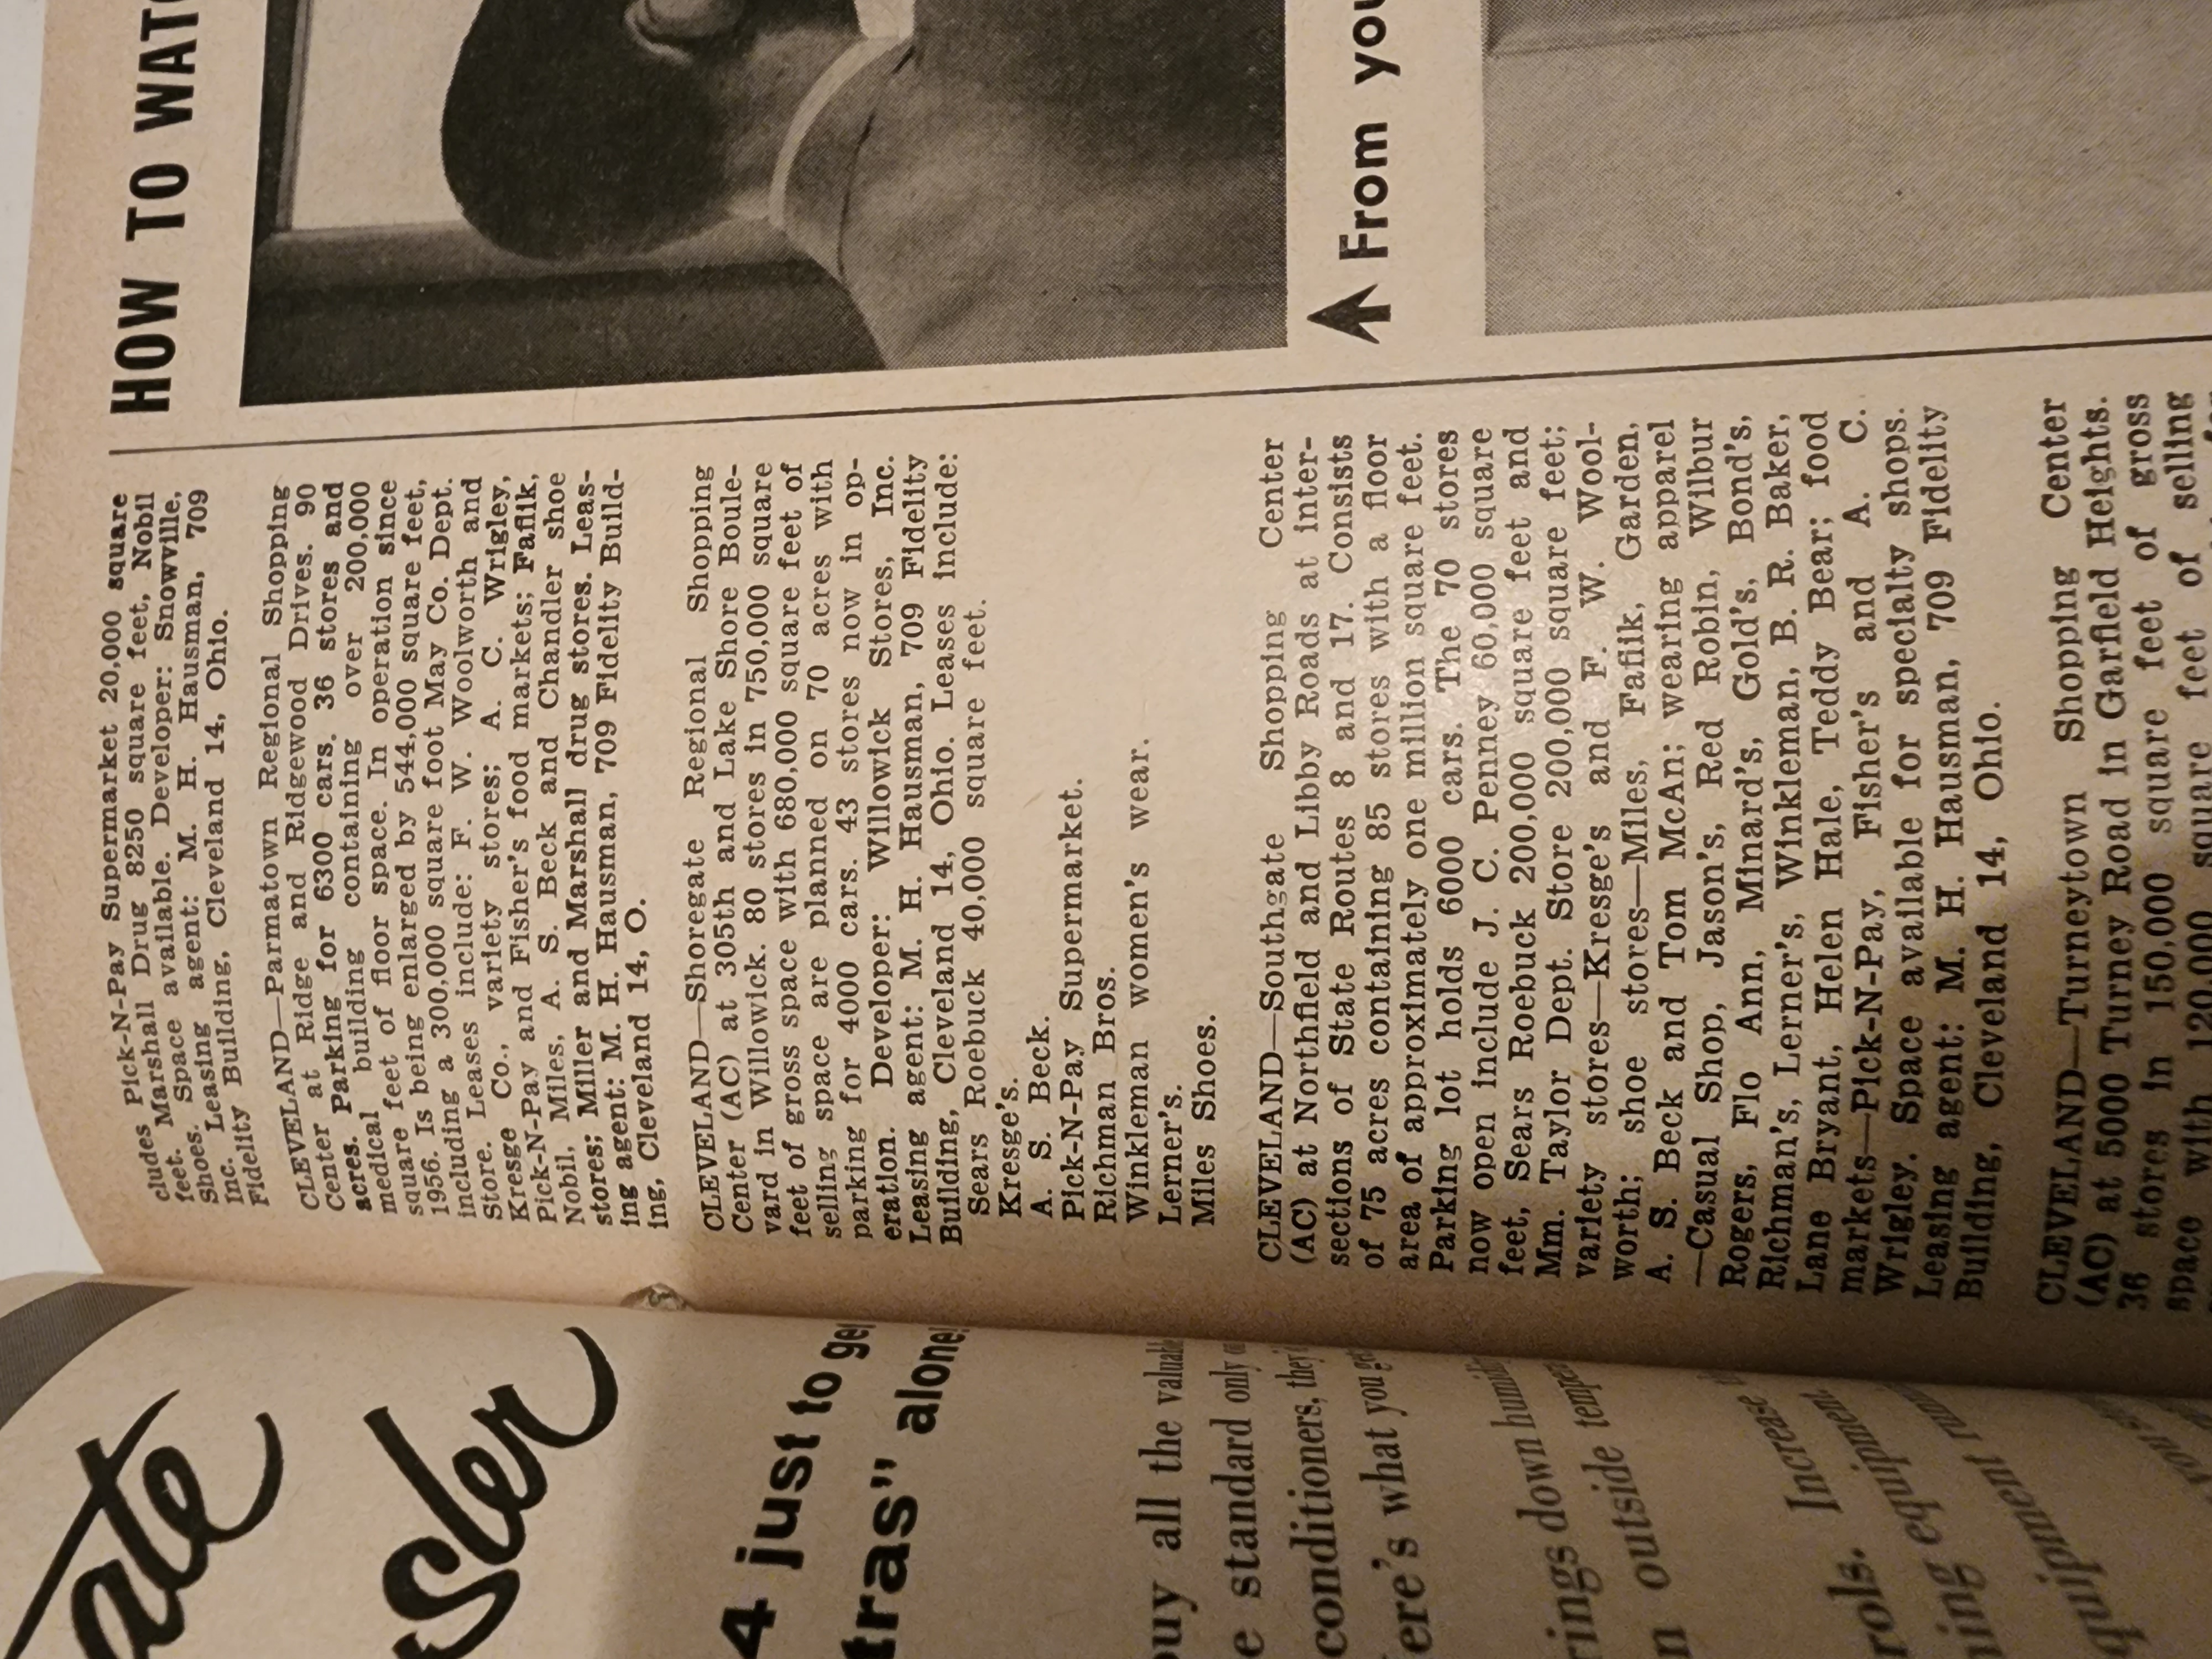 cludes Pick-N-Pay Supermarket 20,000 square
feet. Marshall Drug 8250 square feet, Nobil
Shoes. Space available. Developer: Snowville,
Inc. Leasing agent: M. H. Hausman, 709
Fidelity Building, Cleveland 14, Ohio.
CLEVELAND—Parmatown Regional Shopping
Center at Ridge and Ridgewood Drives. 90
acres. Parking for 6300 cars. 36 stores and
medical building containing over 200,000
square feet of floor space. In operation since
1956. Is being enlarged by 544,000 square feet,
including a 300,000 square foot May Co. Dept.
Store. Leases include: F. W. Woolworth and
Kresge Co., variety stores; A. C. Wrigley,
Pick-N-Pay and Fisher's food markets; Faflik,
Nobil, Miles, A. S. Beck and Chandler shoe
stores; Miller and Marshall drug stores. Leas-
ing agent: M. H. Hausman, 709 Fidelity Build-
ing, Cleveland 14, O.
CLEVELAND—Shoregate Regional Shopping
Center (AC) at 305th and Lake Shore Boule-
vard in Willowick. 80 stores in 750,000 square
feet of gross space with 680,000 square feet of
selling space are planned on 70 acres with
parking for 4000 cars. 43 stores now in op-
eration. Developer: Willowick Stores, Inc.
Leasing agent: M. H. Hausman, 709 Fidelity
Building, Cleveland 14, Ohio. Leases include:
Sears Roebuck 40,000 square feet.
Kresge's.
A. S. Beck.
Pick-N-Pay Supermarket.
Richman Bros.
Winkleman women's wear.
Lerner's.
Miles Shoes.
CLEVELAND—Southgate Shopping Center
(AC) at Northfield and Libby Roads at inter-
sections of State Routes 8 and 17. Consists
of 75 acres containing 85 stores with a floor
area of approximately one million square feet.
Parking lot holds 6000 cars. The 70 stores
now open include J. C. Penney 60,000 square
feet, Sears Roebuck 200,000 square feet and
Mm. Taylor Dept. Store 200,000 square feet;
variety stores—Kresge's and F. W. Wool-
worth; shoe stores—Miles, Faflik, Garden,
A. S. Beck and Tom McAn; wearing apparel
—Casual Shop, Jason's, Red Robin, Wilbur
Rogers, Flo Ann, Minard's, Gold's, Bond's,
Richman's, Lerner's, Winkleman, B. R. Baker,
Lane Bryant, Helen Hale, Teddy Bear; food
markets—Pick-N-Pay, Fisher's and A. C.
Wrigley. Space available for specialty shops.
Leasing agent: M. H. Hausman, 709 Fidelity
Building, Cleveland 14, Ohio.
CLEVELAND—Turneytown Shopping Center
(AC) at 5000 Turney Road in Garfield Heights.
36 stores in 150,000 square feet of gross
space with 120,000 square feet of selling
HOW TO
From
4 just to
alone
all the
standard only
conditioners, they
what you
down
outside
Increase